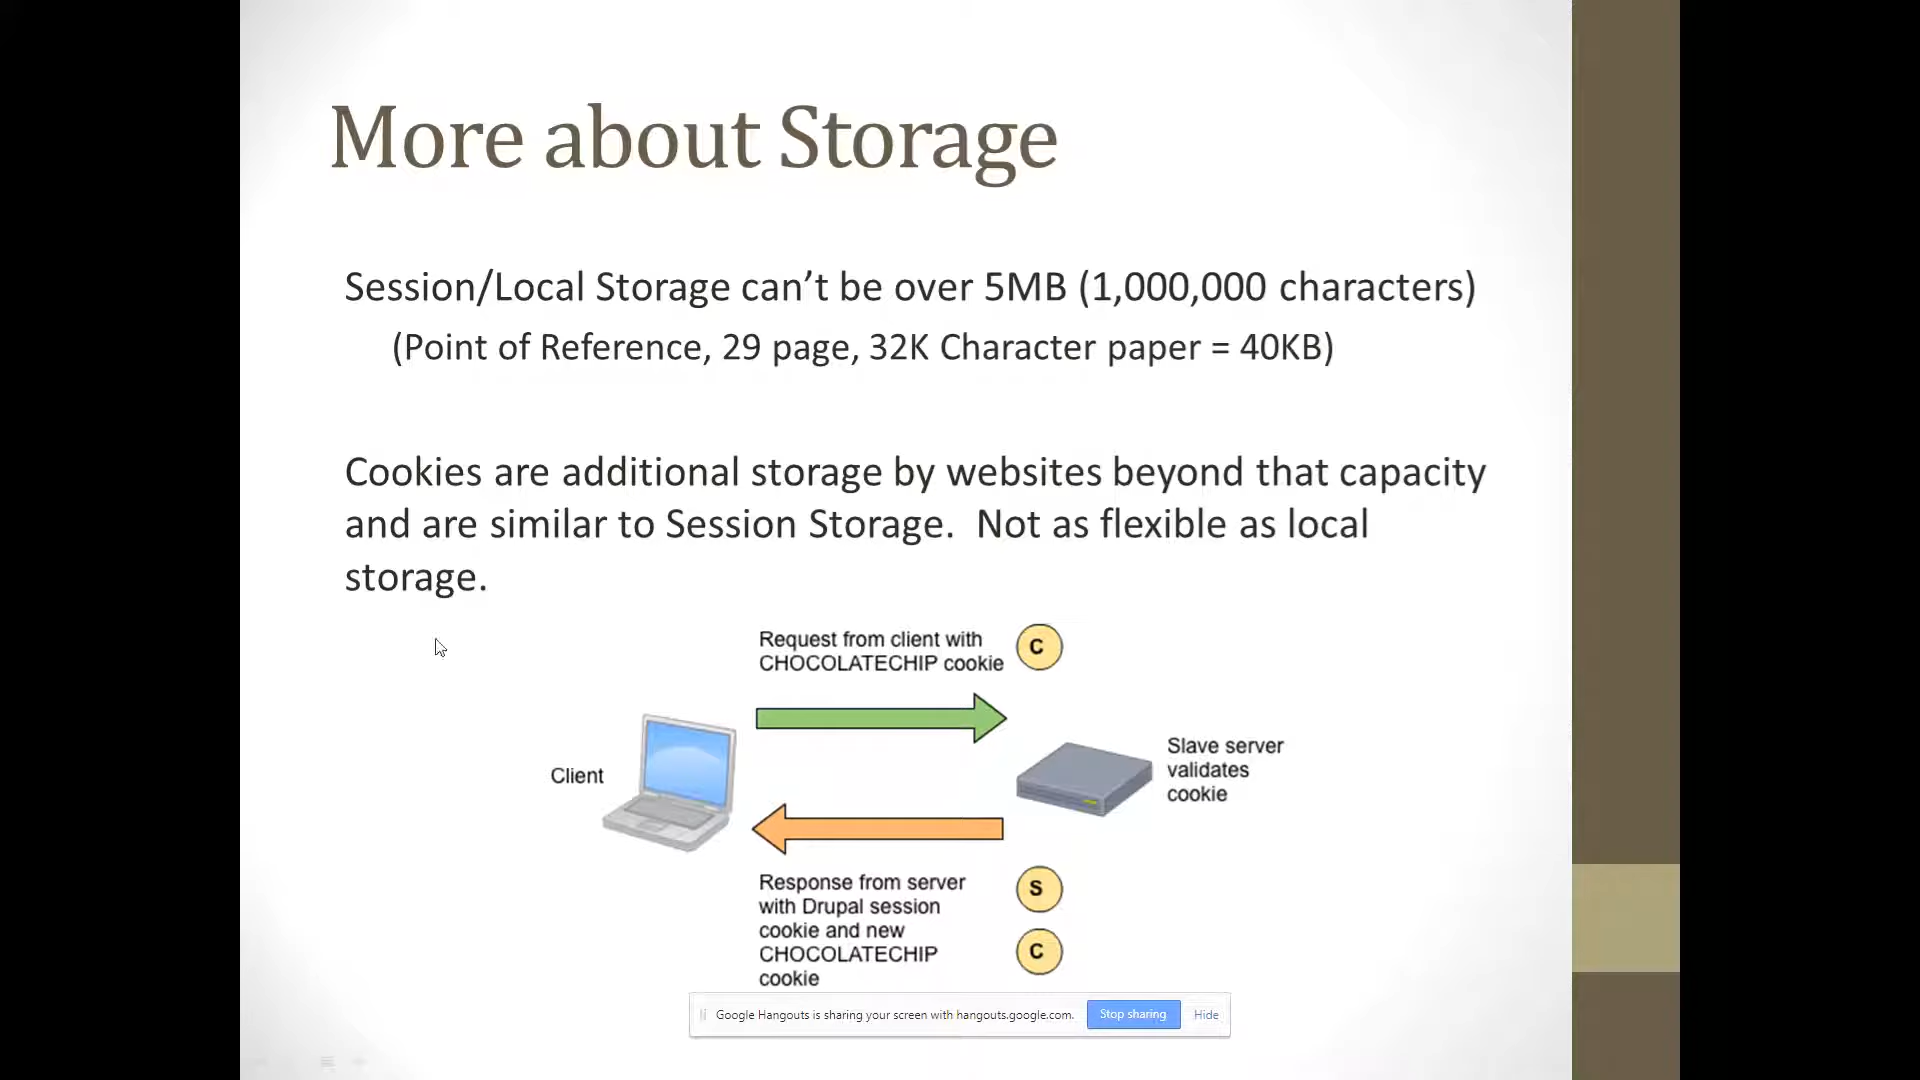 More about Storage
Session/Local Storage can’t be over 5MB (1,000,000 characters)
(Point of Reference, 29 page, 32K Character paper = 40KB)
Cookies are additional storage by websites beyond that capacity
and are similar to Session Storage.  Not as flexible as local
storage.
Request from client with
CHOCOLATECHIP cookie
C
Client
Slave server
validates
cookie
Response from server
with Drupal session
cookie and new
CHOCOLATECHIP
cookie
S
C
Google Hangouts is sharing your screen with hangouts.google.com.
Stop sharing
Hide